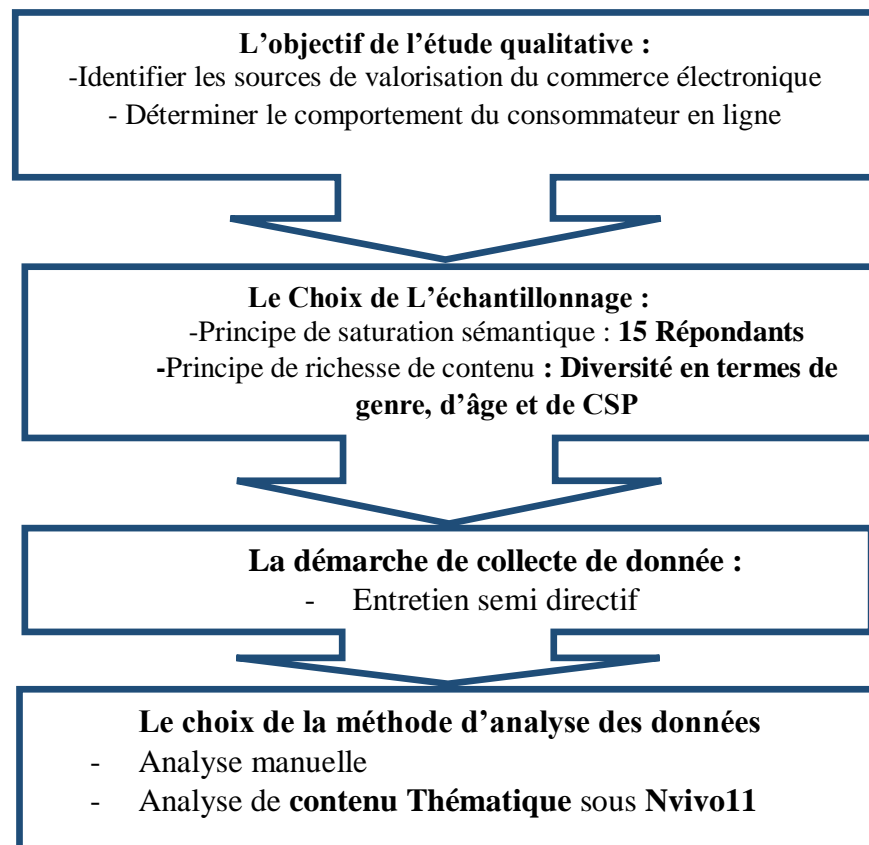 L'objectif de l'étude qualitative :
-Identifier les sources de valorisation du commerce électronique
- Déterminer le comportement du consommateur en ligne
Le Choix de L'échantillonnage :
-Principe de saturation sémantique : 15 Répondants
-Principe de richesse de contenu : Diversité en termes de
genre, d'âge et de CSP
La démarche de collecte de donnée :
- Entretien semi directif
Le choix de la méthode d'analyse des données
- Analyse manuelle
- Analyse de contenu Thématique sous Nvivo11